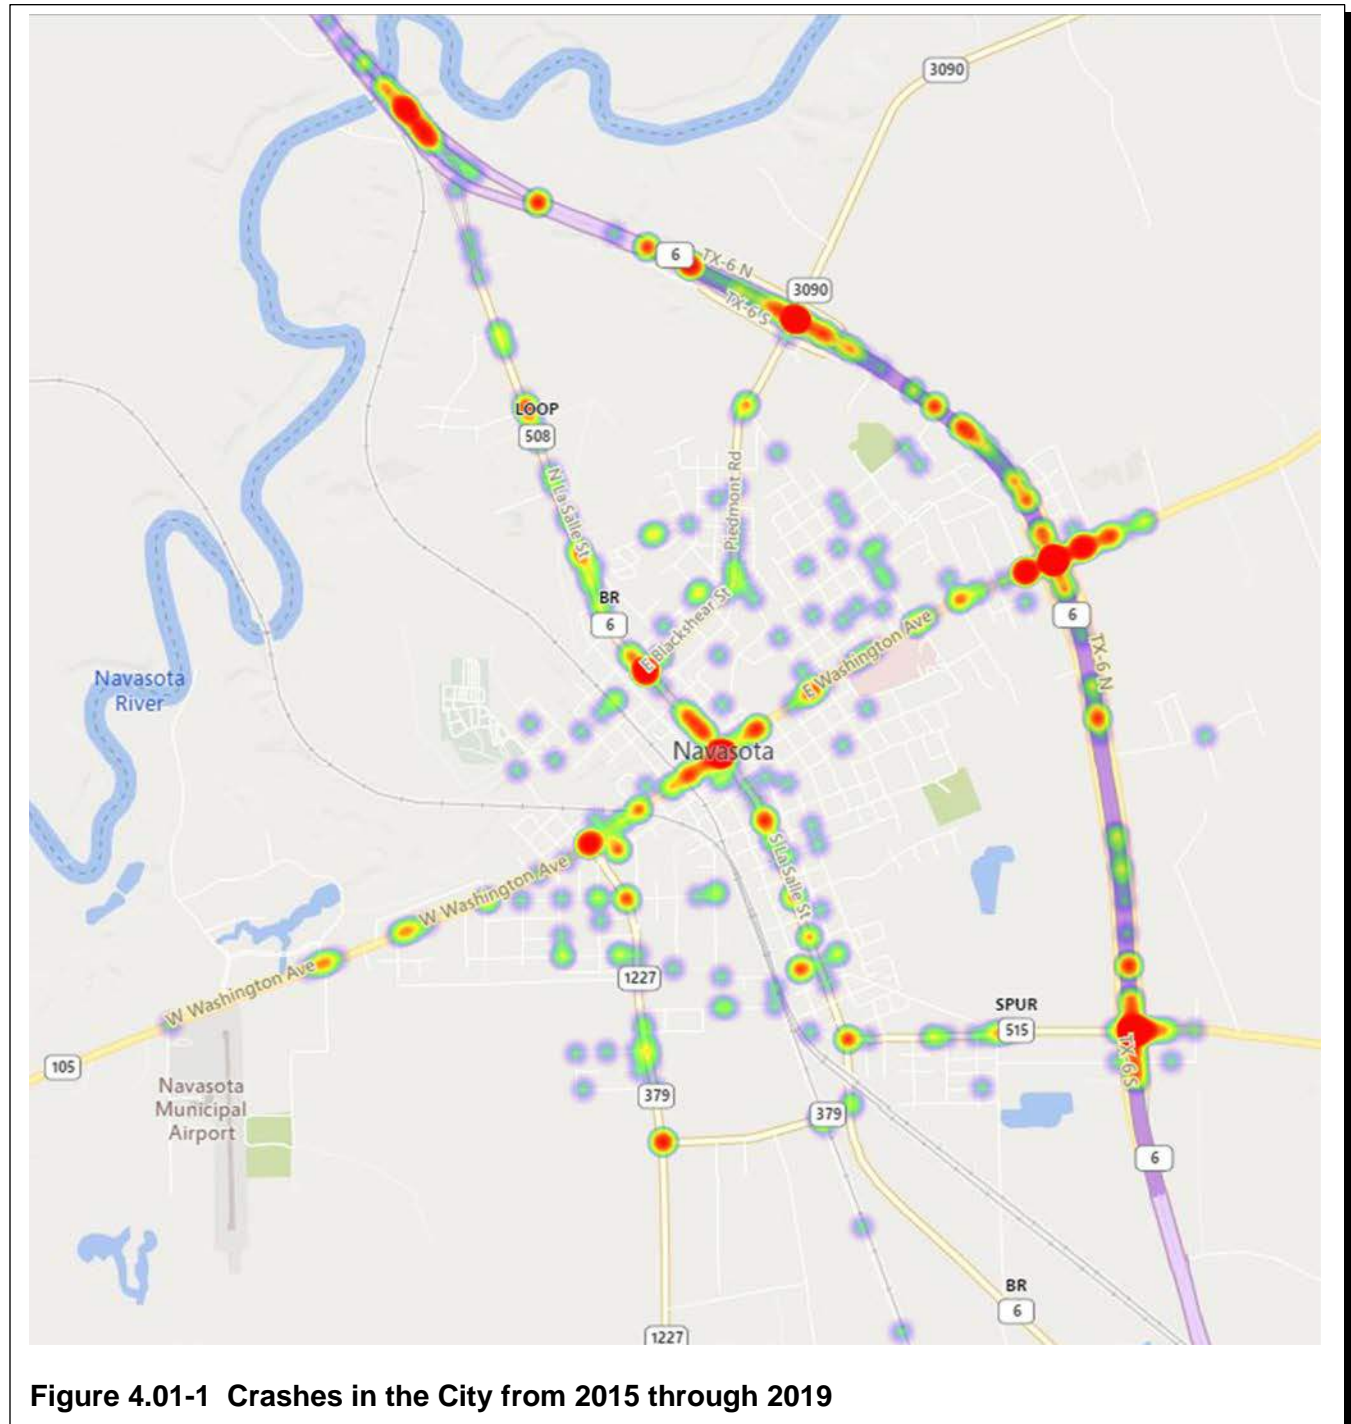 3090
6
TX-6 N
3090
TX-6 S
LOOP
508
N La Salle St
Piedmont Rd
BR
6
E Blackshear St
6
E Washington Ave
TX-6 N
Navasota
River
Navasota
S La Salle St
W Washington Ave
W Washington Ave
1227
SPUR
515
TX-6 S
105
Navasota
Municipal
Airport
379
379
6
BR
6
1227
Figure 4.01-1 Crashes in the City from 2015 through 2019